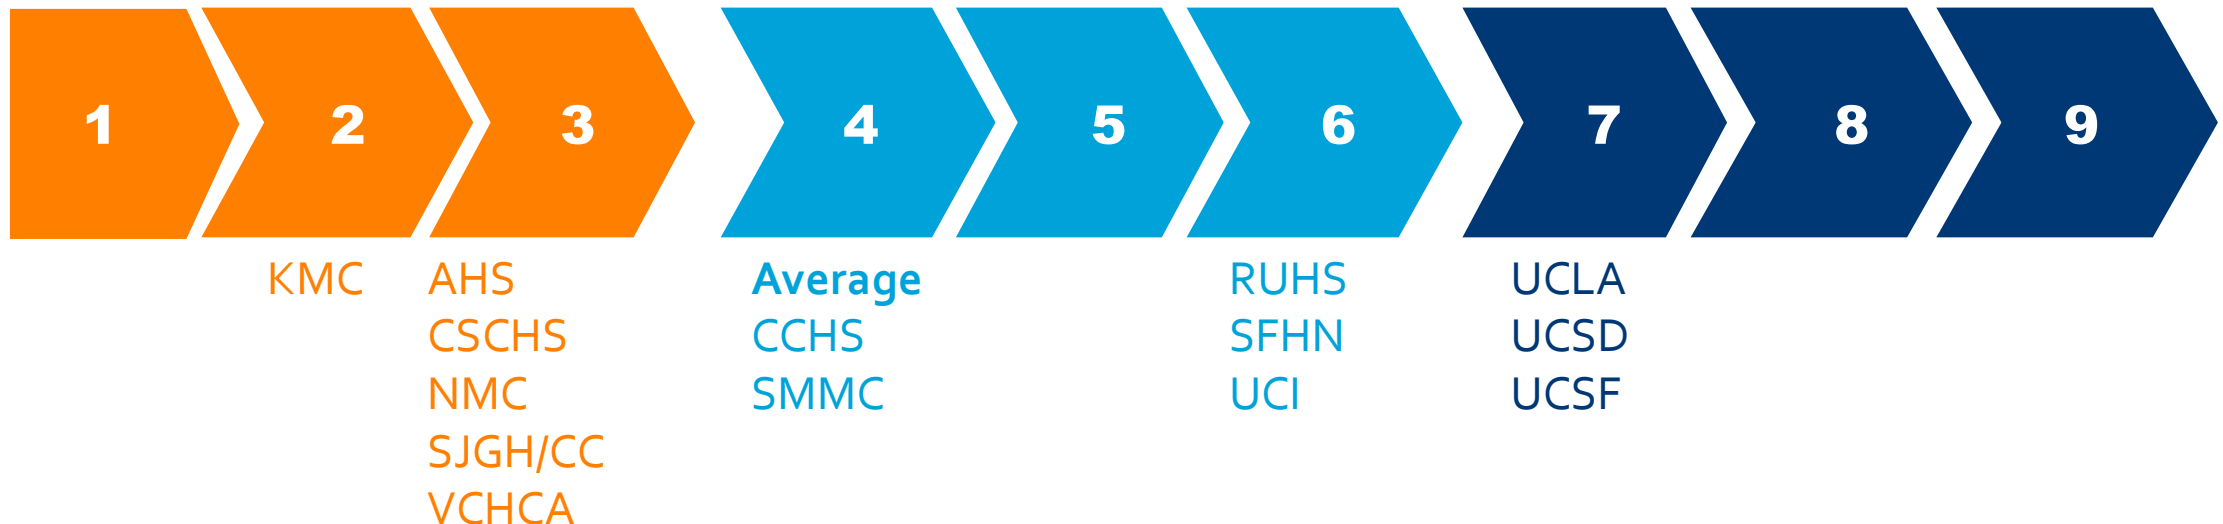 1 2 3 4 5 6 7 8 9
KMC AHS Average RUHS UCLA
CSCHS CCHS SFHN UCSD
NMC SMMC UCI UCSF
SJGH/CC
VCHCA